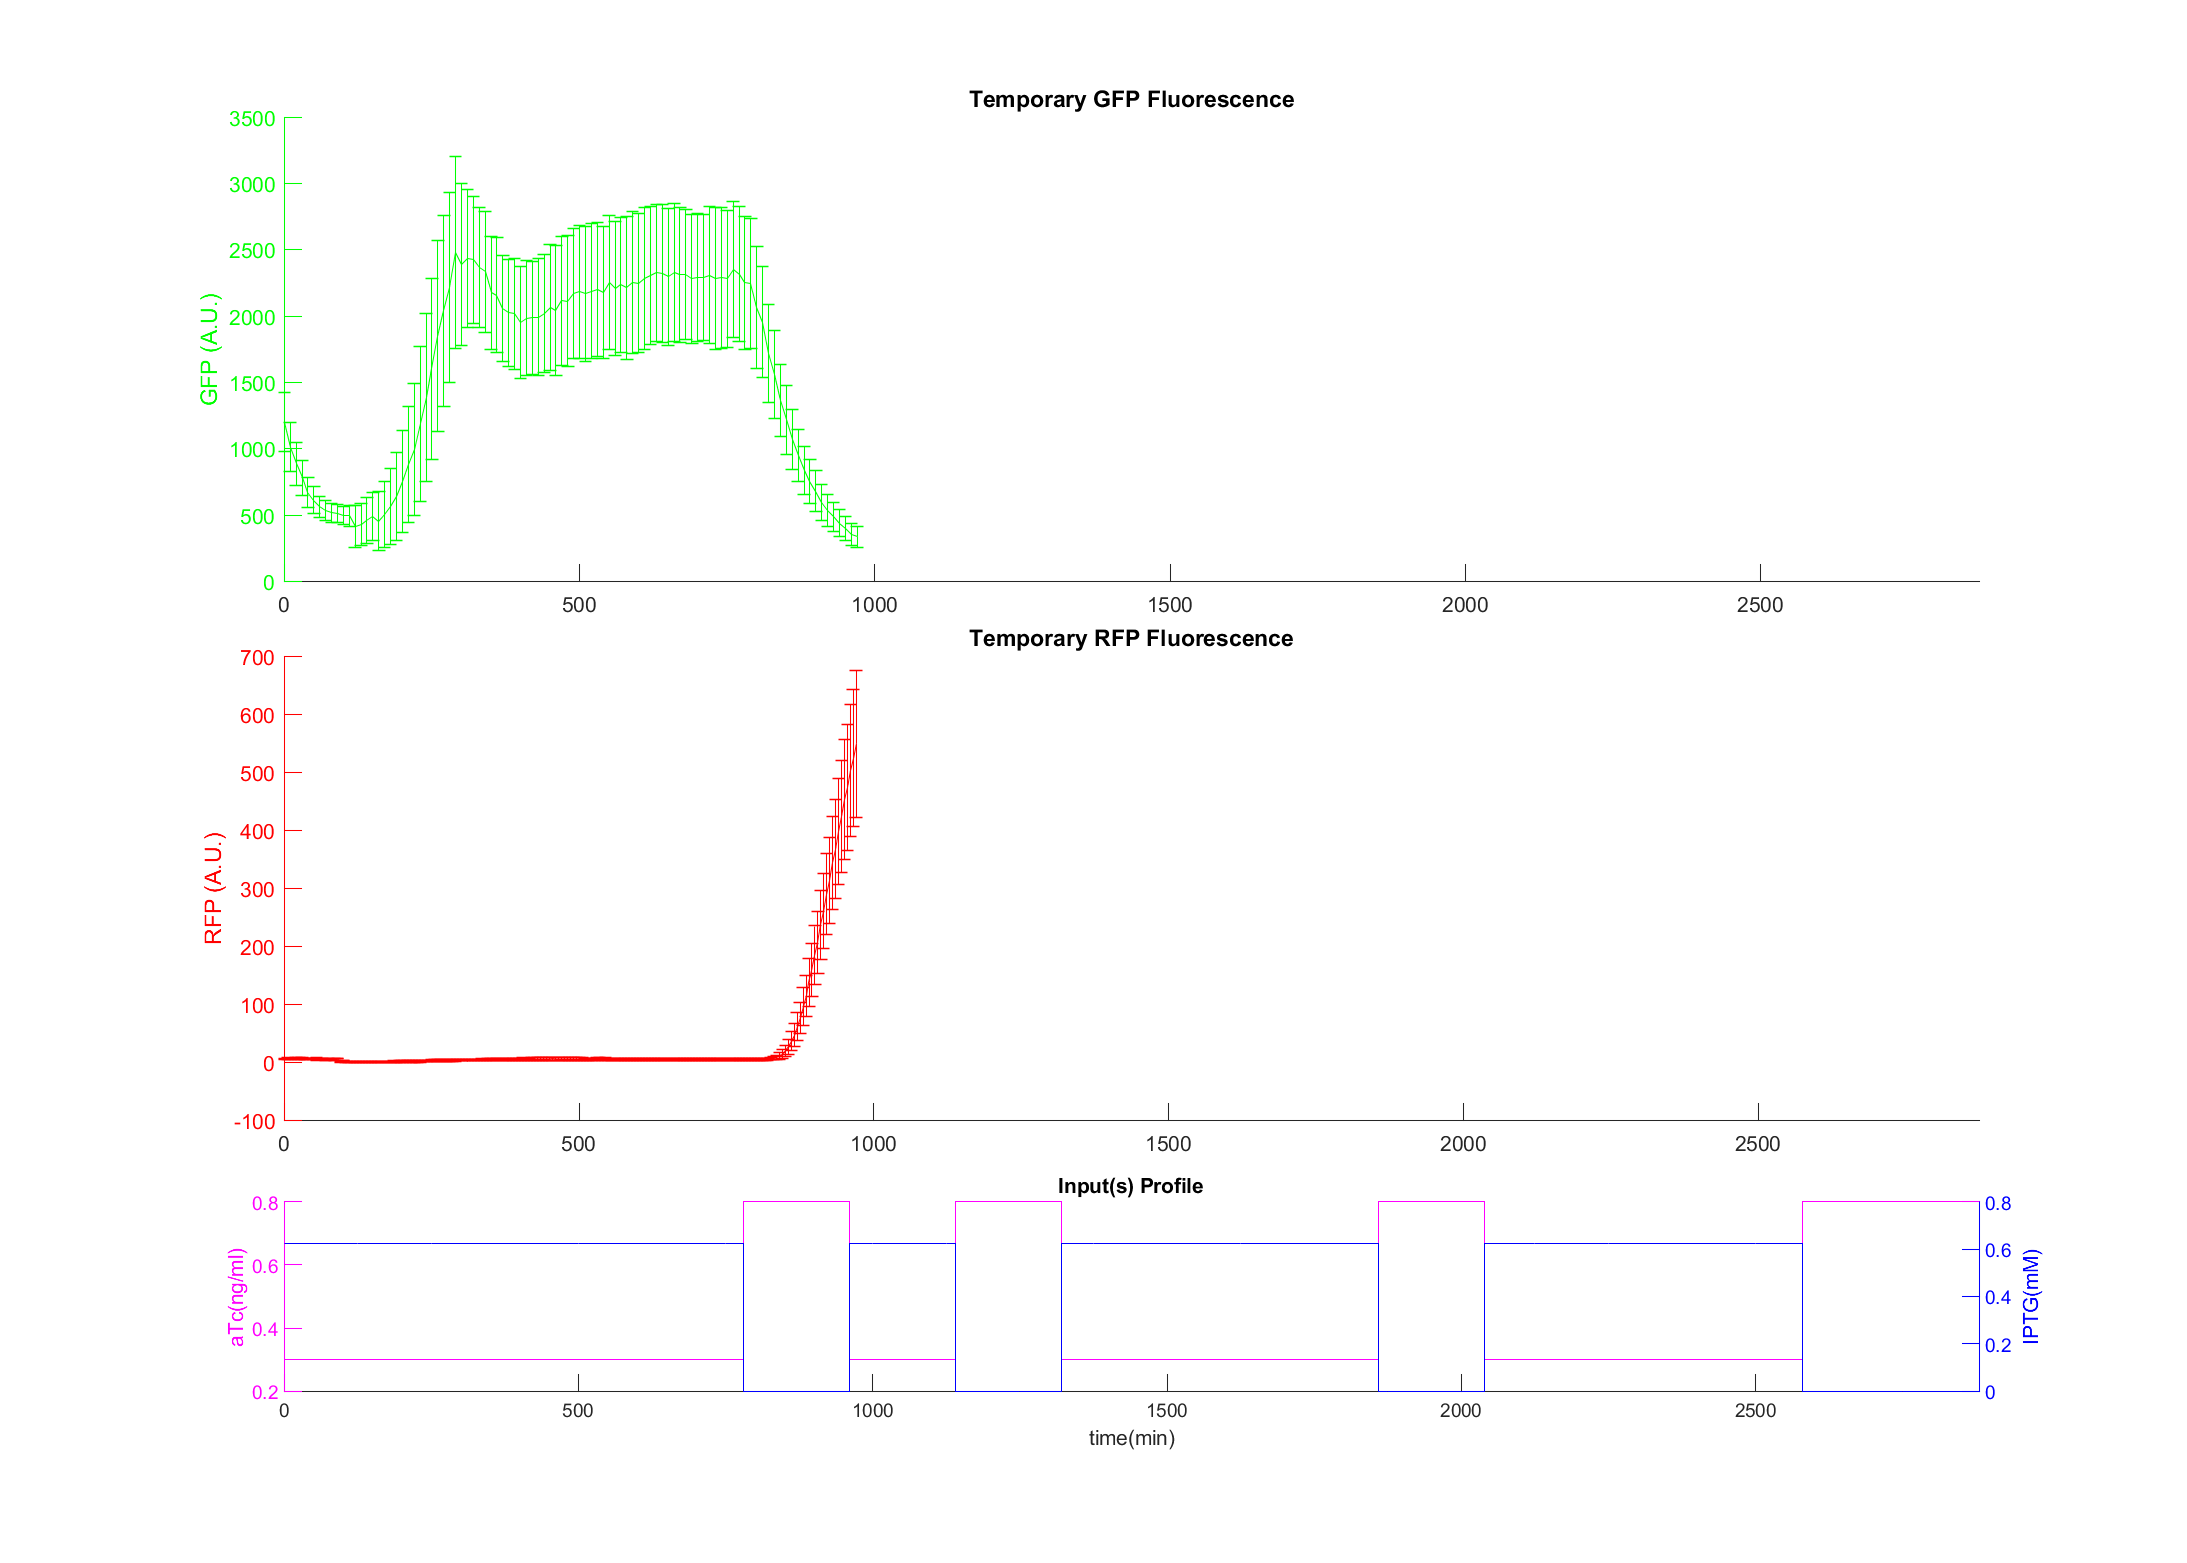 Temporary GFP Fluorescence
3500
3000
2500
2000
1500
1000
500
0
GFP (A.U.)
0 500 1000 1500 2000 2500
Temporary RFP Fluorescence
700
600
500
400
300
200
100
0
-100
RFP (A.U.)
0 500 1000 1500 2000 2500
Input(s) Profile
0.8
0.6
0.4
0.2
aTc(ng/ml)
0.8
0.6
0.4
0.2
0
IPTG(mM)
0 500 1000 1500 2000 2500
time(min)